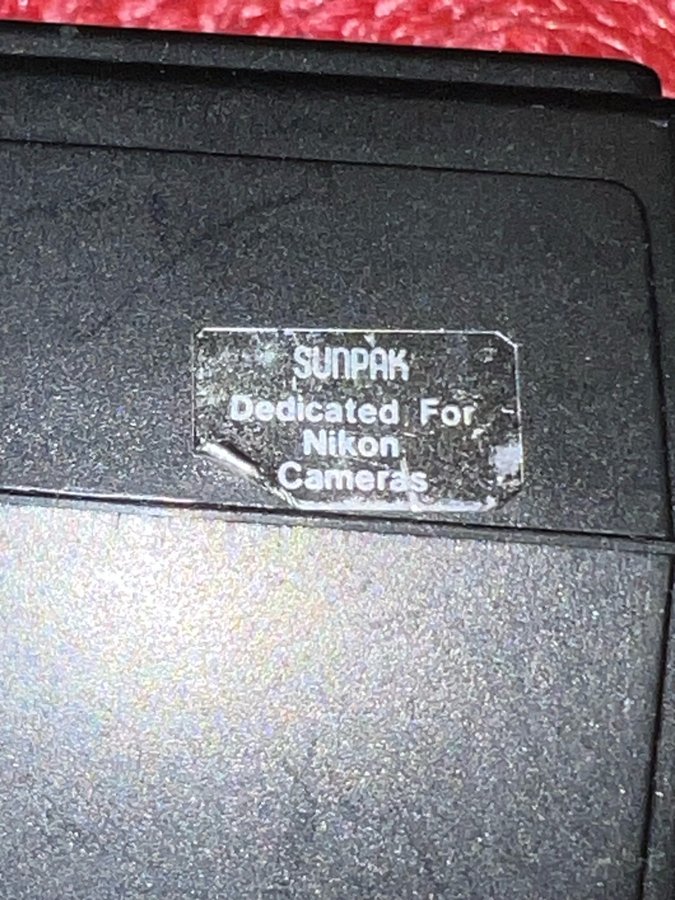 SUNPAK
Dedicated For
Nikon
Cameras